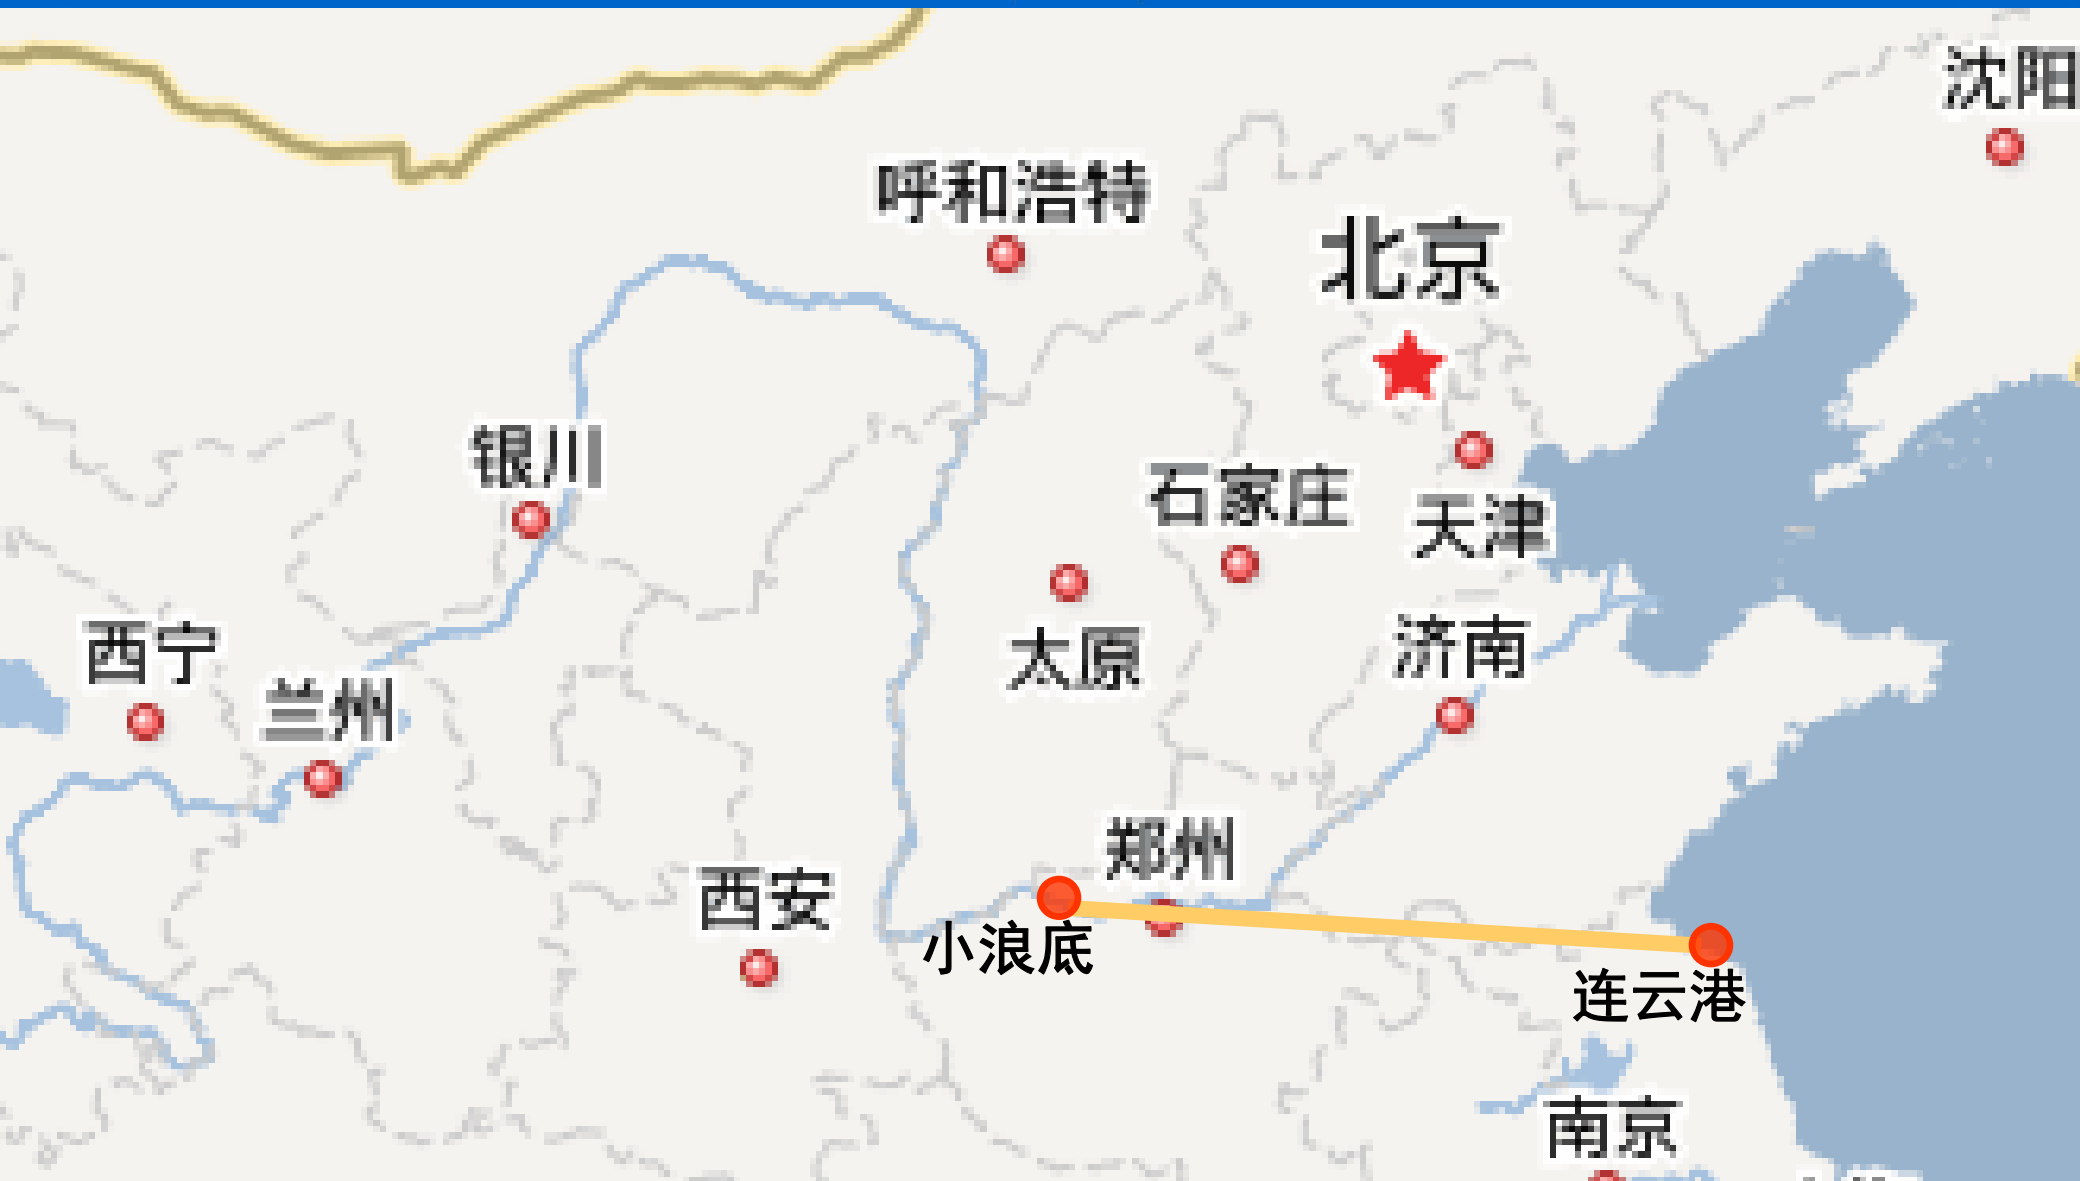 沈阳
呼和浩特
北京
银川
石家庄
天津
西宁
太原
济南
兰州
郑州
西安
小浪底
连云港
南京